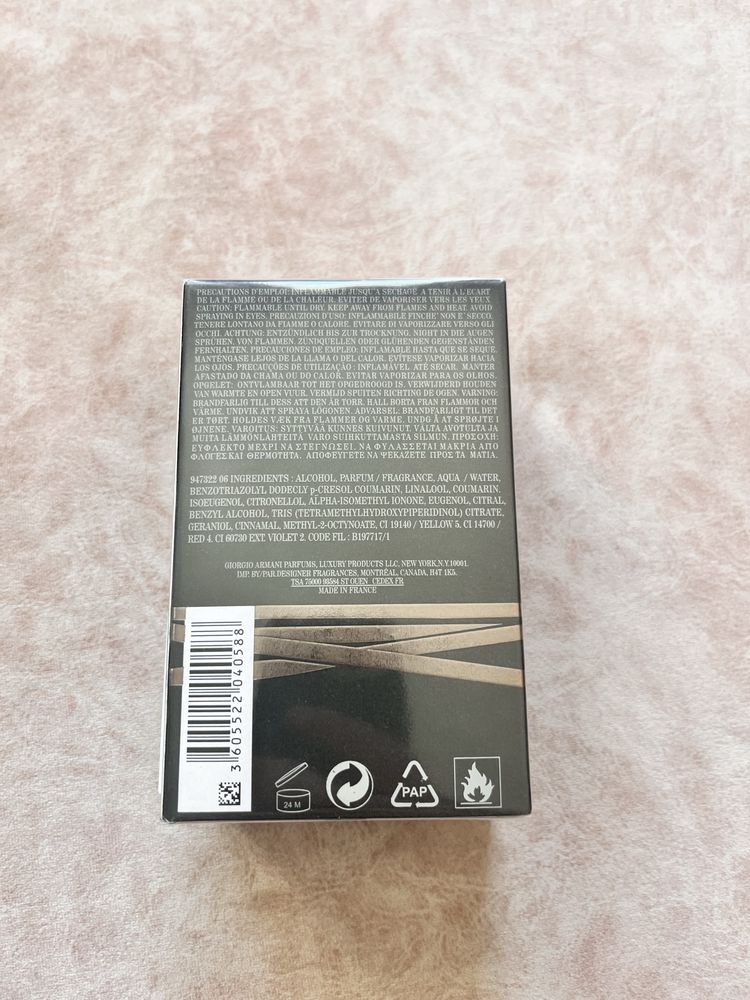 PRECAUTIONS D'EMPLOI: INFLAMMABLE JUSQU'A SECHAGE A TENIR À L'ECART
DE LA FLAMME OU DE LA CHALEUR. EVITER DE VAPORISER VERS LES YEUX
CAUTION: FLAMMABLE UNTIL DRY. KEEP AWAY FROM FLAMES AND HEAT. AVOID
SPRAYING IN EYES. PRECAUZIONI D'USO: INFLAMMABILE FINCHE' NON E' SECCO.
TENERE LONTANO DA FIAMME O CALORE. EVITARE DI VAPORIZZARE VERSO GLI
OCCHI. ACHTUNG: ENTZÜNDLICH BIS ZUR TROCKNUNG. NIGHT IN DIE AUGEN
SPRÜHEN, VON FLAMMEN, ZUNDQUELLEN ODER GLÜHENDEN GEGENSTÄNDEN
FERNHALTEN. PRECAUCIONES DE EMPLEO: INFLAMABLE HASTA QUE SE SEQUE.
MANTÉNGASE LEJOS DE LA LLAMA O DEL CALOR. EVÍTESE VAPORIZAR HACIA
LOS OJOS. PRECAUÇÕES DE UTILIZAÇÃO : INFLAMÁVEL ATÉ SECAR. MANTER
AFASTADO DA CHAMA OU DO CALOR. EVITAR VAPORIZAR PARA OS OLHOS.
OPGELET: ONTVLAMBAAR TOT HET OPGEDROOGD IS. VERWIJDERD HOUDEN
VAN WARMTE EN OPEN VUUR. VERMIJD SPUITEN RICHTING DE OGEN. VARNING:
BRANDFARLIG TILL DESS ATT DEN ÄR TORR. HALL BORTA FRAN FLAMMOR OCH
VÄRME. UNDVIK ATT SPRAYA LÖGONEN. ADVARSEL: BRANDFARLIGT TIL DET
ER TØRT. HOLDES VÆK FRA FLAMMER OG VARME. UNDG Å AT SPRØJTE I
ØJNENE. VAROITUS: SYTTYVÄÄ KUNNES KUIVUNUT. VÄLTÄ AVOTULTA JA
MUITA LÄMMÖNLÄHTEITÄ VARO SUIHKUTTAMASTA SILMUN. ΠΡΟΣΟΧΗ:
ΕΥΦΛΕΚΤΟ ΜΕΧΡΙ ΝΑ ΣΤΕΓΝΩΣΕΙ, ΝΑ ΦΥΛΑΣΣΕΤΑΙ ΜΑΚΡΙΑ ΑΠΟ
ΦΛΟΓΕΣ ΚΑΙ ΘΕΡΜΟΤΗΤΑ. ΑΠΟΦΕΥΓΕΤΕ ΝΑ ΨΕΚΑΖΕΤΕ ΠΡΟΣ ΤΑ ΜΑΤΙΑ.
947322 06 INGREDIENTS : ALCOHOL, PARFUM / FRAGRANCE, AQUA / WATER,
BENZOTRIAZOLYL DODECLY p-CRESOL COUMARIN, LINALOOL, COUMARIN.
ISOEUGENOL, CITRONELLOL, ALPHA-ISOMETHYL IONONE, EUGENOL, CITRAL,
BENZYL ALCOHOL, TRIS (TETRAMETHYLHYDROXYPIPERIDINOL) CITRATE,
GERANIOL, CINNAMAL, METHYL-2-OCTYNOATE, CI 19140 / YELLOW 5, CI 14700 /
RED 4, CI 60730 EXT. VIOLET 2. CODE FIL : B197717/1
GIORGIO ARMANI PARFUMS, LUXURY PRODUCTS LLC, NEW YORK,N.Y.10001.
IMP. BY/PAR.DESIGNER FRAGRANCES, MONTRÉAL, CANADA, H4T 1K5.
TSA 75000 93584 ST OUEN CEDEX FR
MADE IN FRANCE
3 605522 040588
24 M
PAP